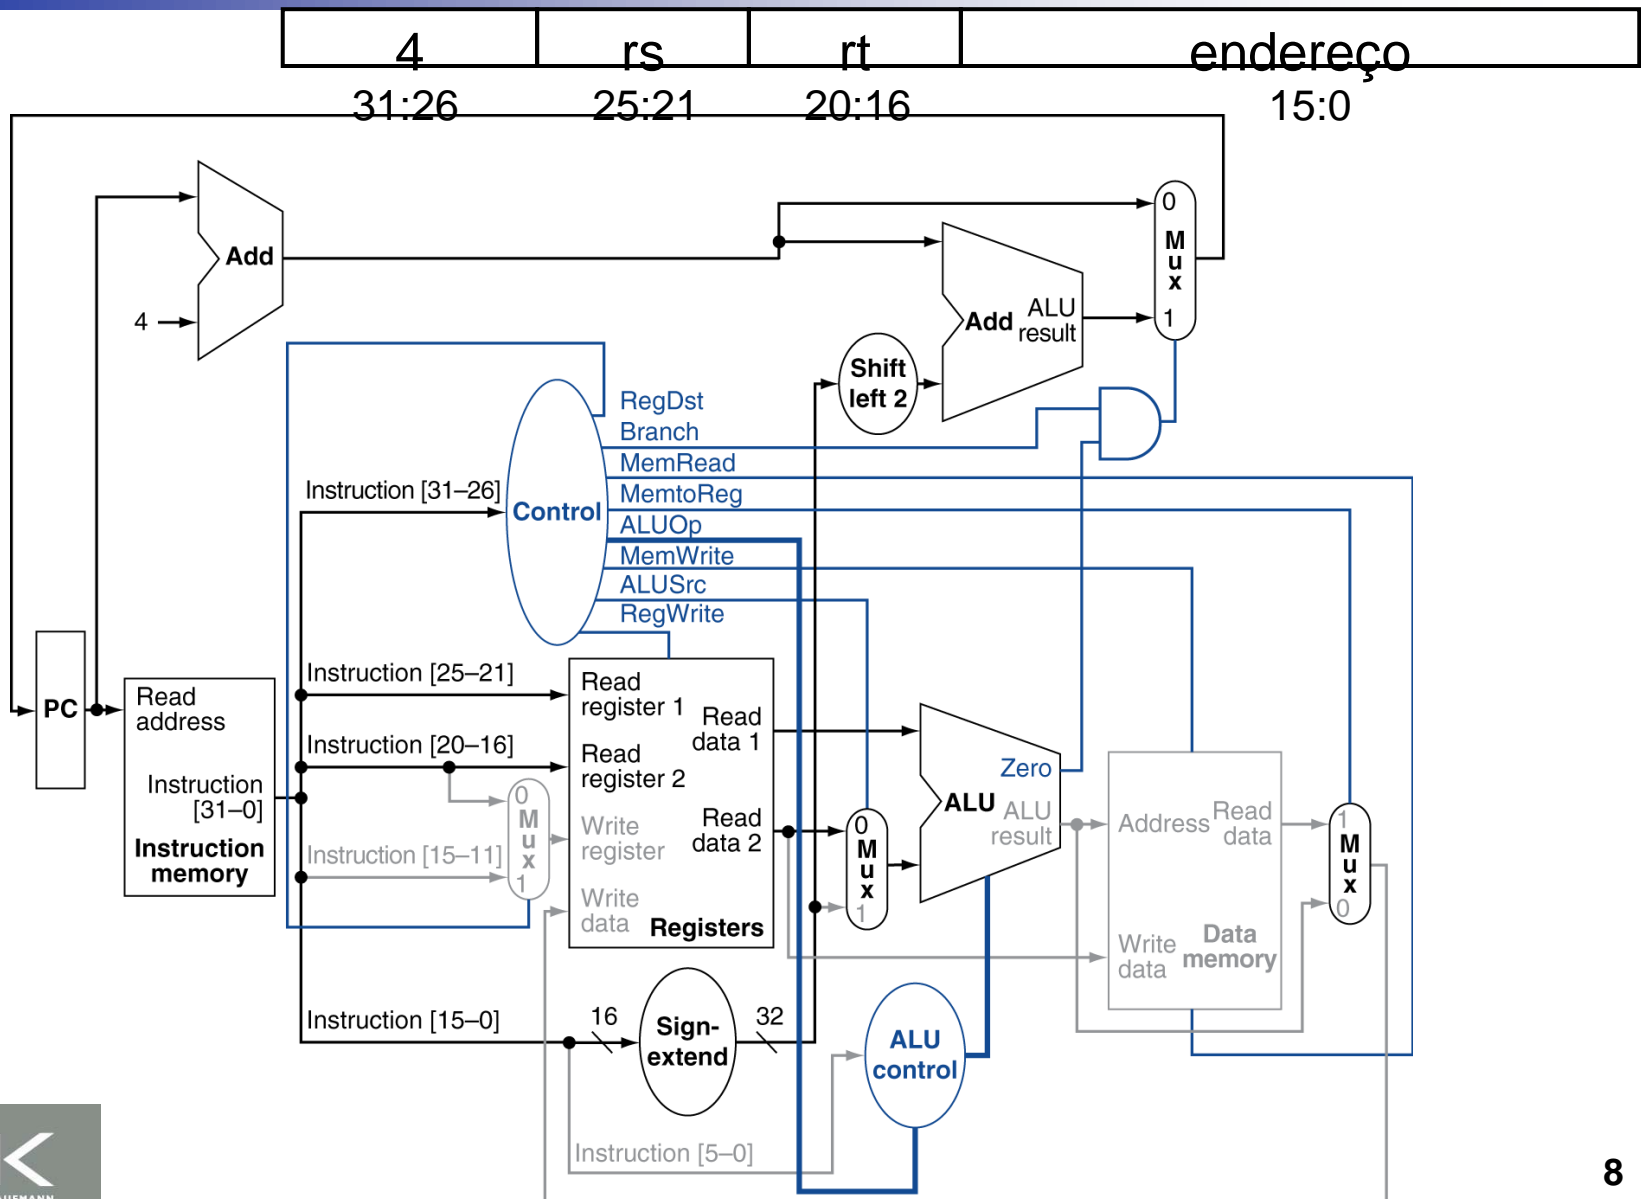 4 rs rt endereço
31:26 25:21 20:16 15:0
0
M
u
x
1
Add
4
Add
ALU
result
Shift
left 2
RegDst
Branch
MemRead
MemtoReg
ALUOp
MemWrite
ALUSrc
RegWrite
Instruction [31–26]
Control
PC
Read
address
Instruction
[31–0]
Instruction
memory
Instruction [25–21]
Instruction [20–16]
Instruction [15–11]
0
M
u
x
1
Read
register 1
Read
register 2
Write
register
Write
data
Read
data 1
Read
data 2
Registers
0
M
u
x
1
Zero
ALU
ALU
result
Address
Read
data
Write
data
Data
memory
1
M
u
x
0
Instruction [15–0]
16
Sign-
extend
32
ALU
control
Instruction [5–0]
8